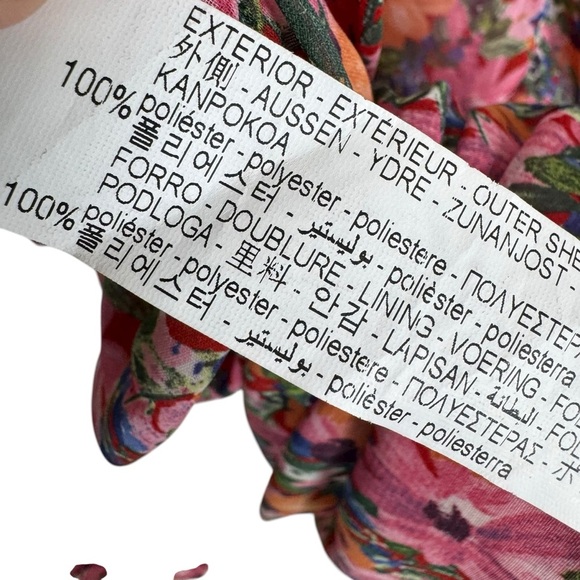 EXTERIOR - EXTÉRIEUR - OUTER SHE
外側 - AUSSEN - YDRE - ZUNANJOST -
KANPOKOA
100% poliéster - polyester - poliestere - ΠΟΛΥΕΣΤΕΡ
폴리에스터 - بوليستير - polièster - poliesterra
FORRO - DOUBLURE - LINING - VOERING - FO
PODLOGA - 里料 - 안감 - LAPISAN - البطانة - FOL
100% poliéster - polyester - poliestere - ΠΟΛΥΕΣΤΕΡΑΣ - ポ
폴리에스터 - بوليستير - polièster - poliesterra